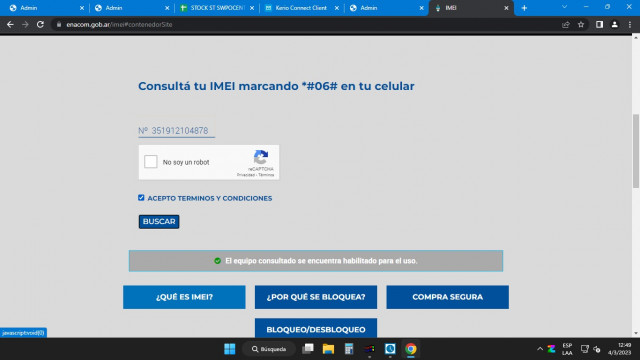 Admin
Admin
STOCK ST SWPOCENT
Kerio Connect Client
Admin
IMEI
enacom.gob.ar/imei#contenedorSite
Consultá tu IMEI marcando *#06# en tu celular
Nº 351912104878
No soy un robot
reCAPTCHA
Privacidad - Términos
ACEPTO TERMINOS Y CONDICIONES
BUSCAR
El equipo consultado se encuentra habilitado para el uso.
¿QUÉ ES IMEI?
¿POR QUÉ SE BLOQUEA?
COMPRA SEGURA
BLOQUEO/DESBLOQUEO
javascript:void(0)
Búsqueda
ESP
LAA
12:49
4/3/2023